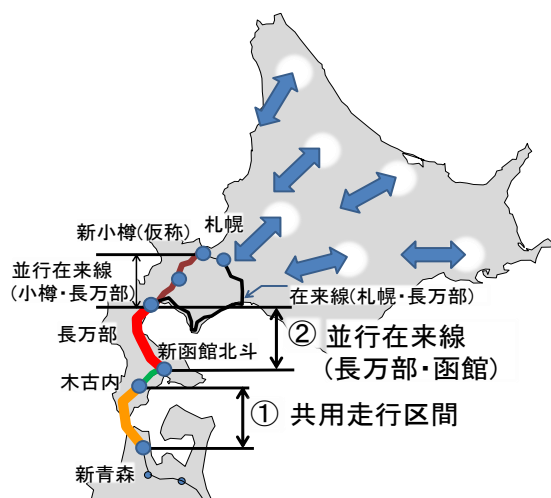 札幌
新小樽(仮称)
並行在来線
(小樽・長万部)
在来線(札幌・長万部)
長万部
② 並行在来線
(長万部・函館)
新函館北斗
木古内
① 共用走行区間
新青森